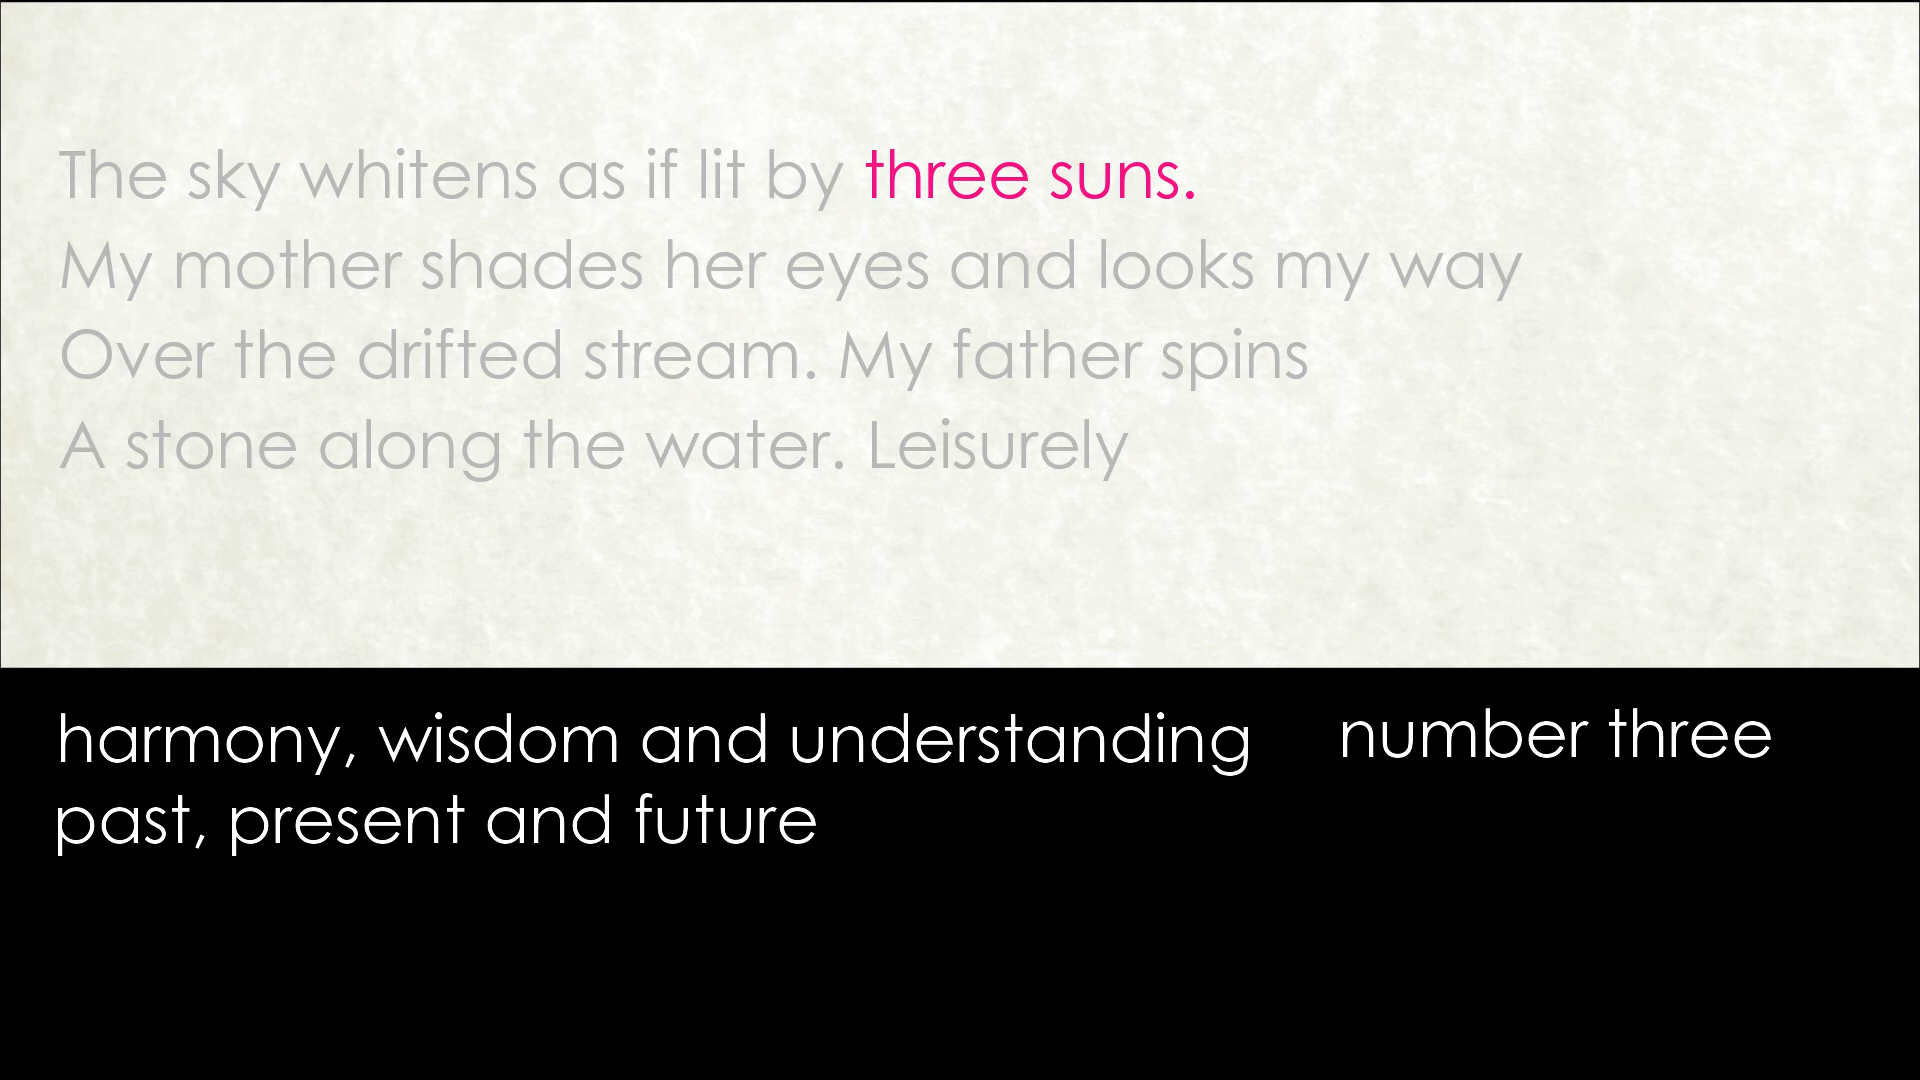 The sky whitens as if lit by three suns.
My mother shades her eyes and looks my way
Over the drifted stream. My father spins
A stone along the water. Leisurely
harmony, wisdom and understanding
number three
past, present and future